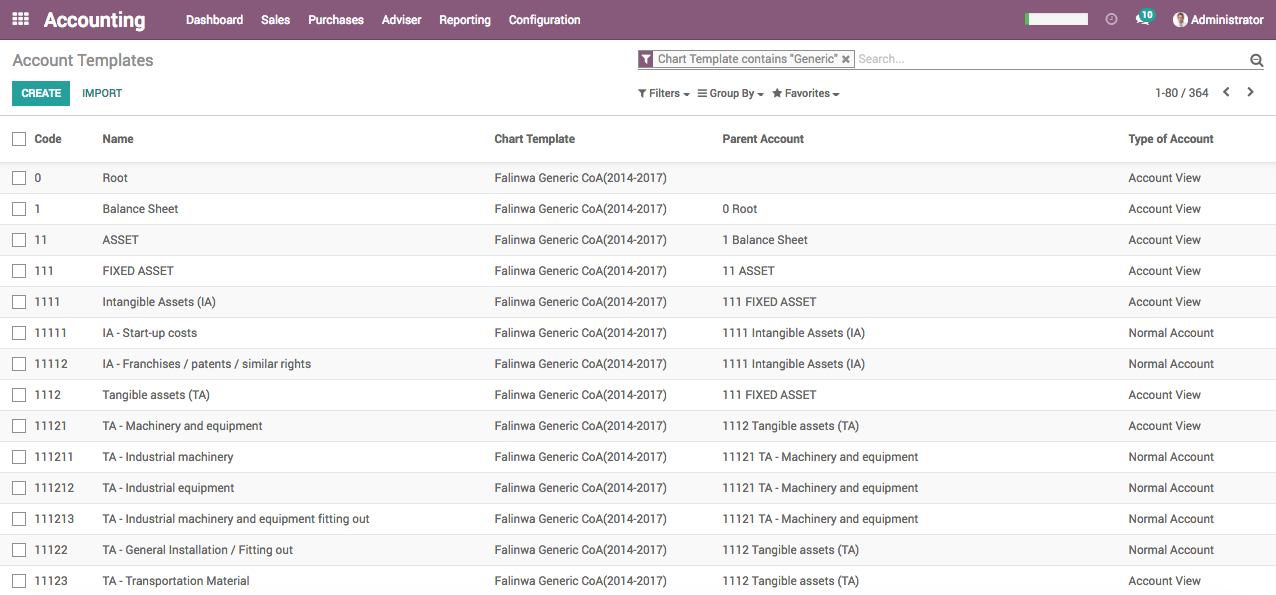 Accounting Dashboard Sales Purchases Adviser Reporting Configuration 10 Administrator
Account Templates Chart Template contains "Generic" × Search...
CREATE IMPORT Filters Group By Favorites 1-80 / 364
Code Name Chart Template Parent Account Type of Account
0 Root Falinwa Generic CoA(2014-2017) Account View
1 Balance Sheet Falinwa Generic CoA(2014-2017) 0 Root Account View
11 ASSET Falinwa Generic CoA(2014-2017) 1 Balance Sheet Account View
111 FIXED ASSET Falinwa Generic CoA(2014-2017) 11 ASSET Account View
1111 Intangible Assets (IA) Falinwa Generic CoA(2014-2017) 111 FIXED ASSET Account View
11111 IA - Start-up costs Falinwa Generic CoA(2014-2017) 1111 Intangible Assets (IA) Normal Account
11112 IA - Franchises / patents / similar rights Falinwa Generic CoA(2014-2017) 1111 Intangible Assets (IA) Normal Account
1112 Tangible assets (TA) Falinwa Generic CoA(2014-2017) 111 FIXED ASSET Account View
11121 TA - Machinery and equipment Falinwa Generic CoA(2014-2017) 1112 Tangible assets (TA) Account View
111211 TA - Industrial machinery Falinwa Generic CoA(2014-2017) 11121 TA - Machinery and equipment Normal Account
111212 TA - Industrial equipment Falinwa Generic CoA(2014-2017) 11121 TA - Machinery and equipment Normal Account
111213 TA - Industrial machinery and equipment fitting out Falinwa Generic CoA(2014-2017) 11121 TA - Machinery and equipment Normal Account
11122 TA - General Installation / Fitting out Falinwa Generic CoA(2014-2017) 1112 Tangible assets (TA) Normal Account
11123 TA - Transportation Material Falinwa Generic CoA(2014-2017) 1112 Tangible assets (TA) Account View